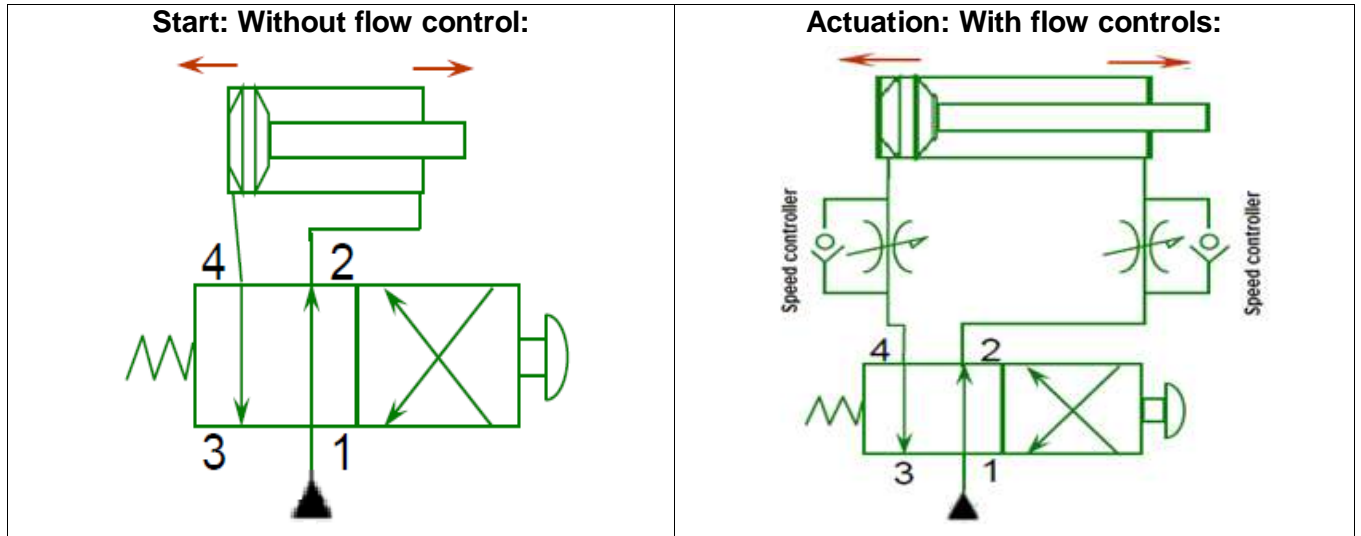 Start: Without flow control:
4 2
3 1
Actuation: With flow controls:
Speed controller
Speed controller
4 2
3 1